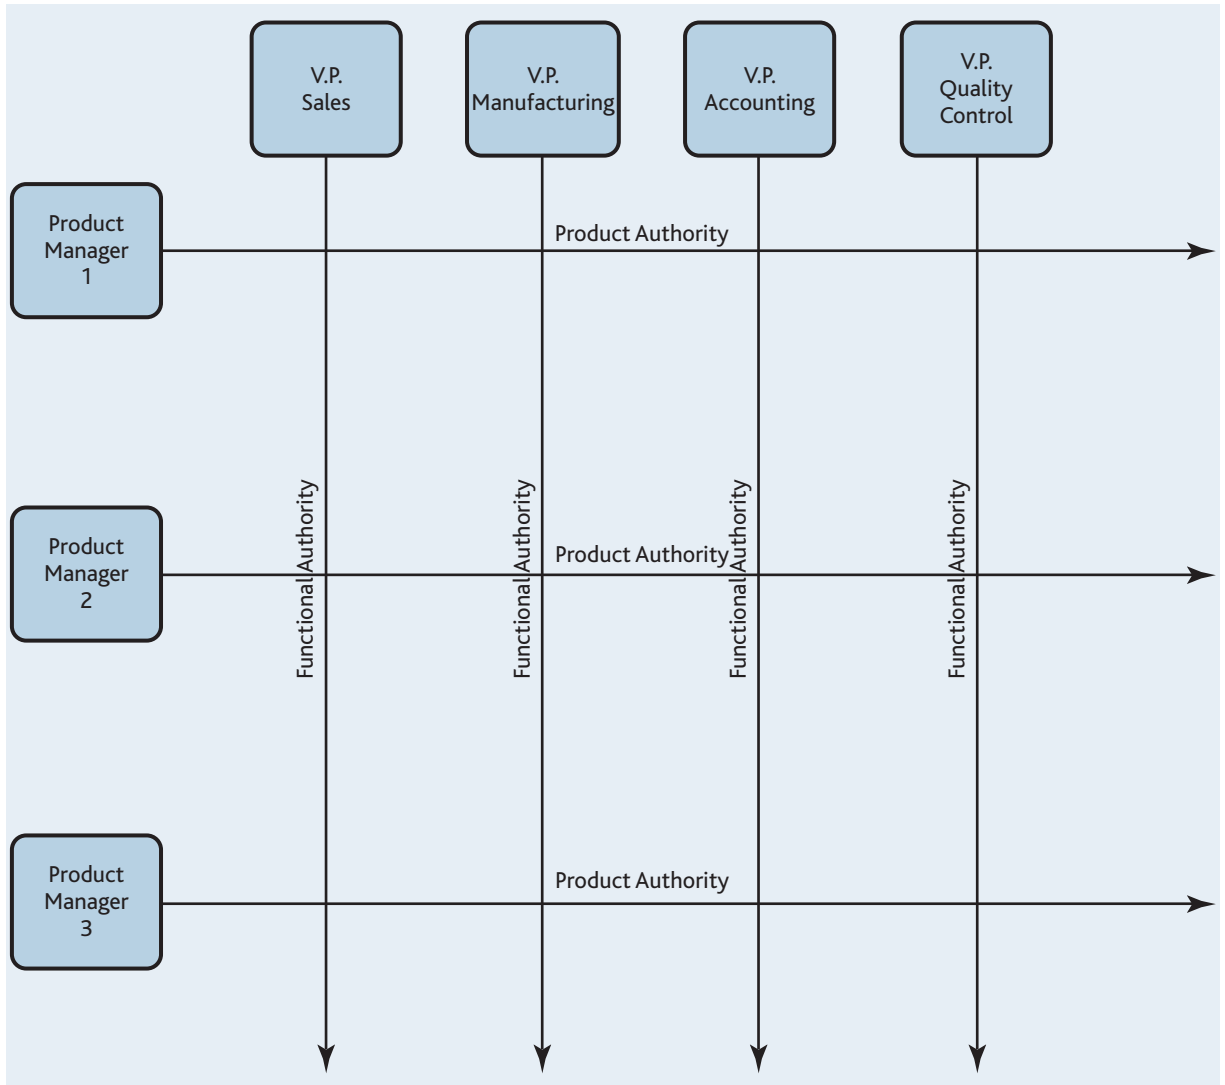 V.P.
Sales
V.P.
Manufacturing
V.P.
Accounting
V.P.
Quality
Control
Product
Manager
1
Product Authority
Product
Manager
2
Product Authority
Functional Authority
Functional Authority
Functional Authority
Functional Authority
Product
Manager
3
Product Authority